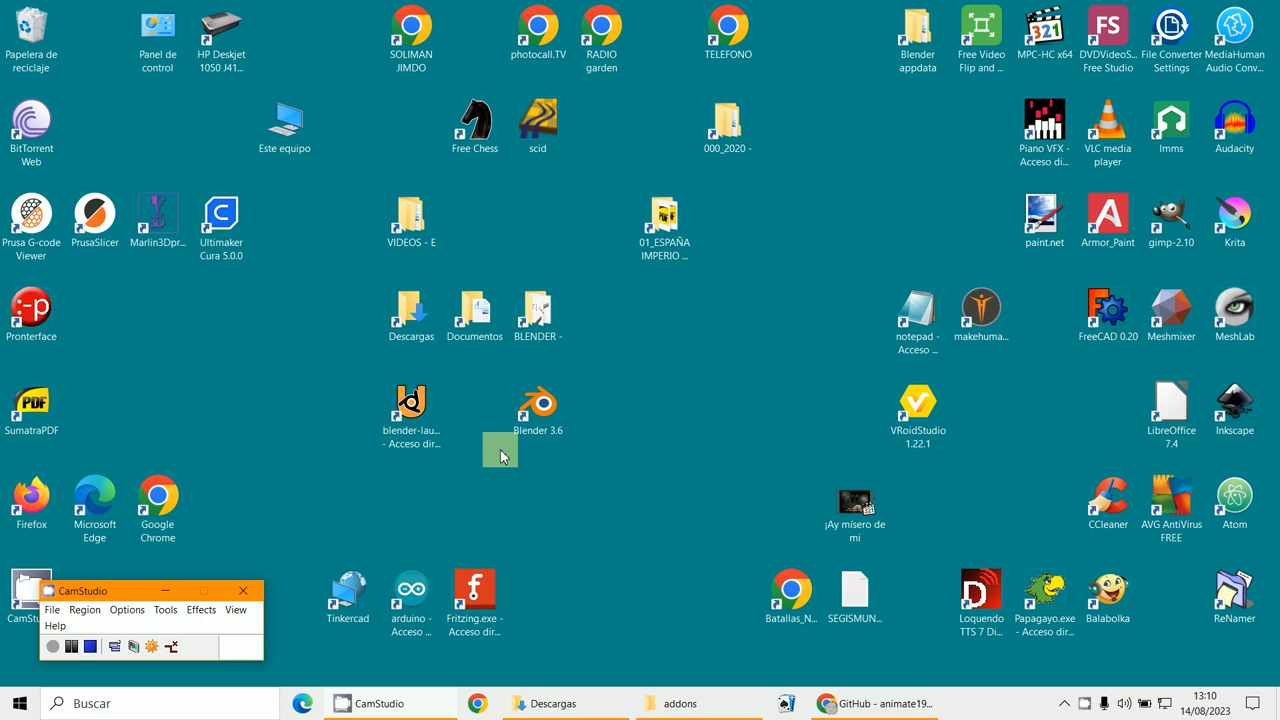 Papelera de
reciclaje
Panel de
control
HP Deskjet
1050 J41...
SOLIMAN
JIMDO
photocall.TV
RADIO
garden
TELEFONO
Blender
appdata
Free Video
Flip and ...
321
MPC-HC x64
FS
DVDVideoS...
Free Studio
File Converter
Settings
MediaHuman
Audio Conv...
BitTorrent
Web
Este equipo
Free Chess
scid
000_2020 -
Piano VFX -
Acceso di...
VLC media
player
lmms
Audacity
Prusa G-code
Viewer
PrusaSlicer
Marlin3Dpr...
Ultimaker
Cura 5.0.0
VIDEOS - E
01_ESPAÑA
IMPERIO ...
paint.net
Armor_Paint
gimp-2.10
Krita
:-p
Pronterface
Descargas
Documentos
BLENDER -
notepad -
Acceso ...
makehuma...
FreeCAD 0.20
Meshmixer
MeshLab
PDF
SumatraPDF
blender-lau...
- Acceso dir...
Blender 3.6
VRoidStudio
1.22.1
LibreOffice
7.4
Inkscape
Firefox
Microsoft
Edge
Google
Chrome
¡Ay mísero de
mi
CCleaner
AVG AntiVirus
FREE
Atom
CamStu
CamStudio
File Region Options Tools Effects View
Help
Tinkercad
arduino -
Acceso ...
Fritzing.exe -
Acceso dir...
Batallas_N...
SEGISMUN...
Loquendo
TTS 7 Di...
Papagayo.exe
- Acceso dir...
Balabolka
ReNamer
Buscar
CamStudio
Descargas
addons
GitHub - animate19...
13:10
14/08/2023